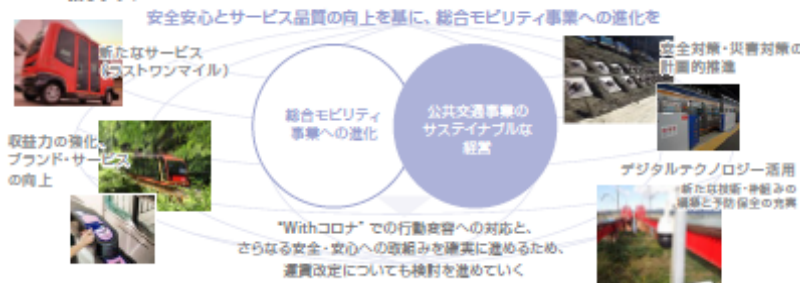 安全安心とサービス品質の向上を基に、総合モビリティ事業への進化を
新たなサービス
(ラストワンマイル)
収益力の強化、
ブランド・サービス
の向上
総合モビリティ
事業への進化
公共交通事業の
サステイナブルな
経営
安全対策・災害対策の
計画的推進
デジタルテクノロジー活用
新たな技術・枠組みの
構築と予防保全の充実
"Withコロナ" での行動変容への対応と、
さらなる安全・安心への取組みを確実に進めるため、
運賃改定についても検討を進めていく